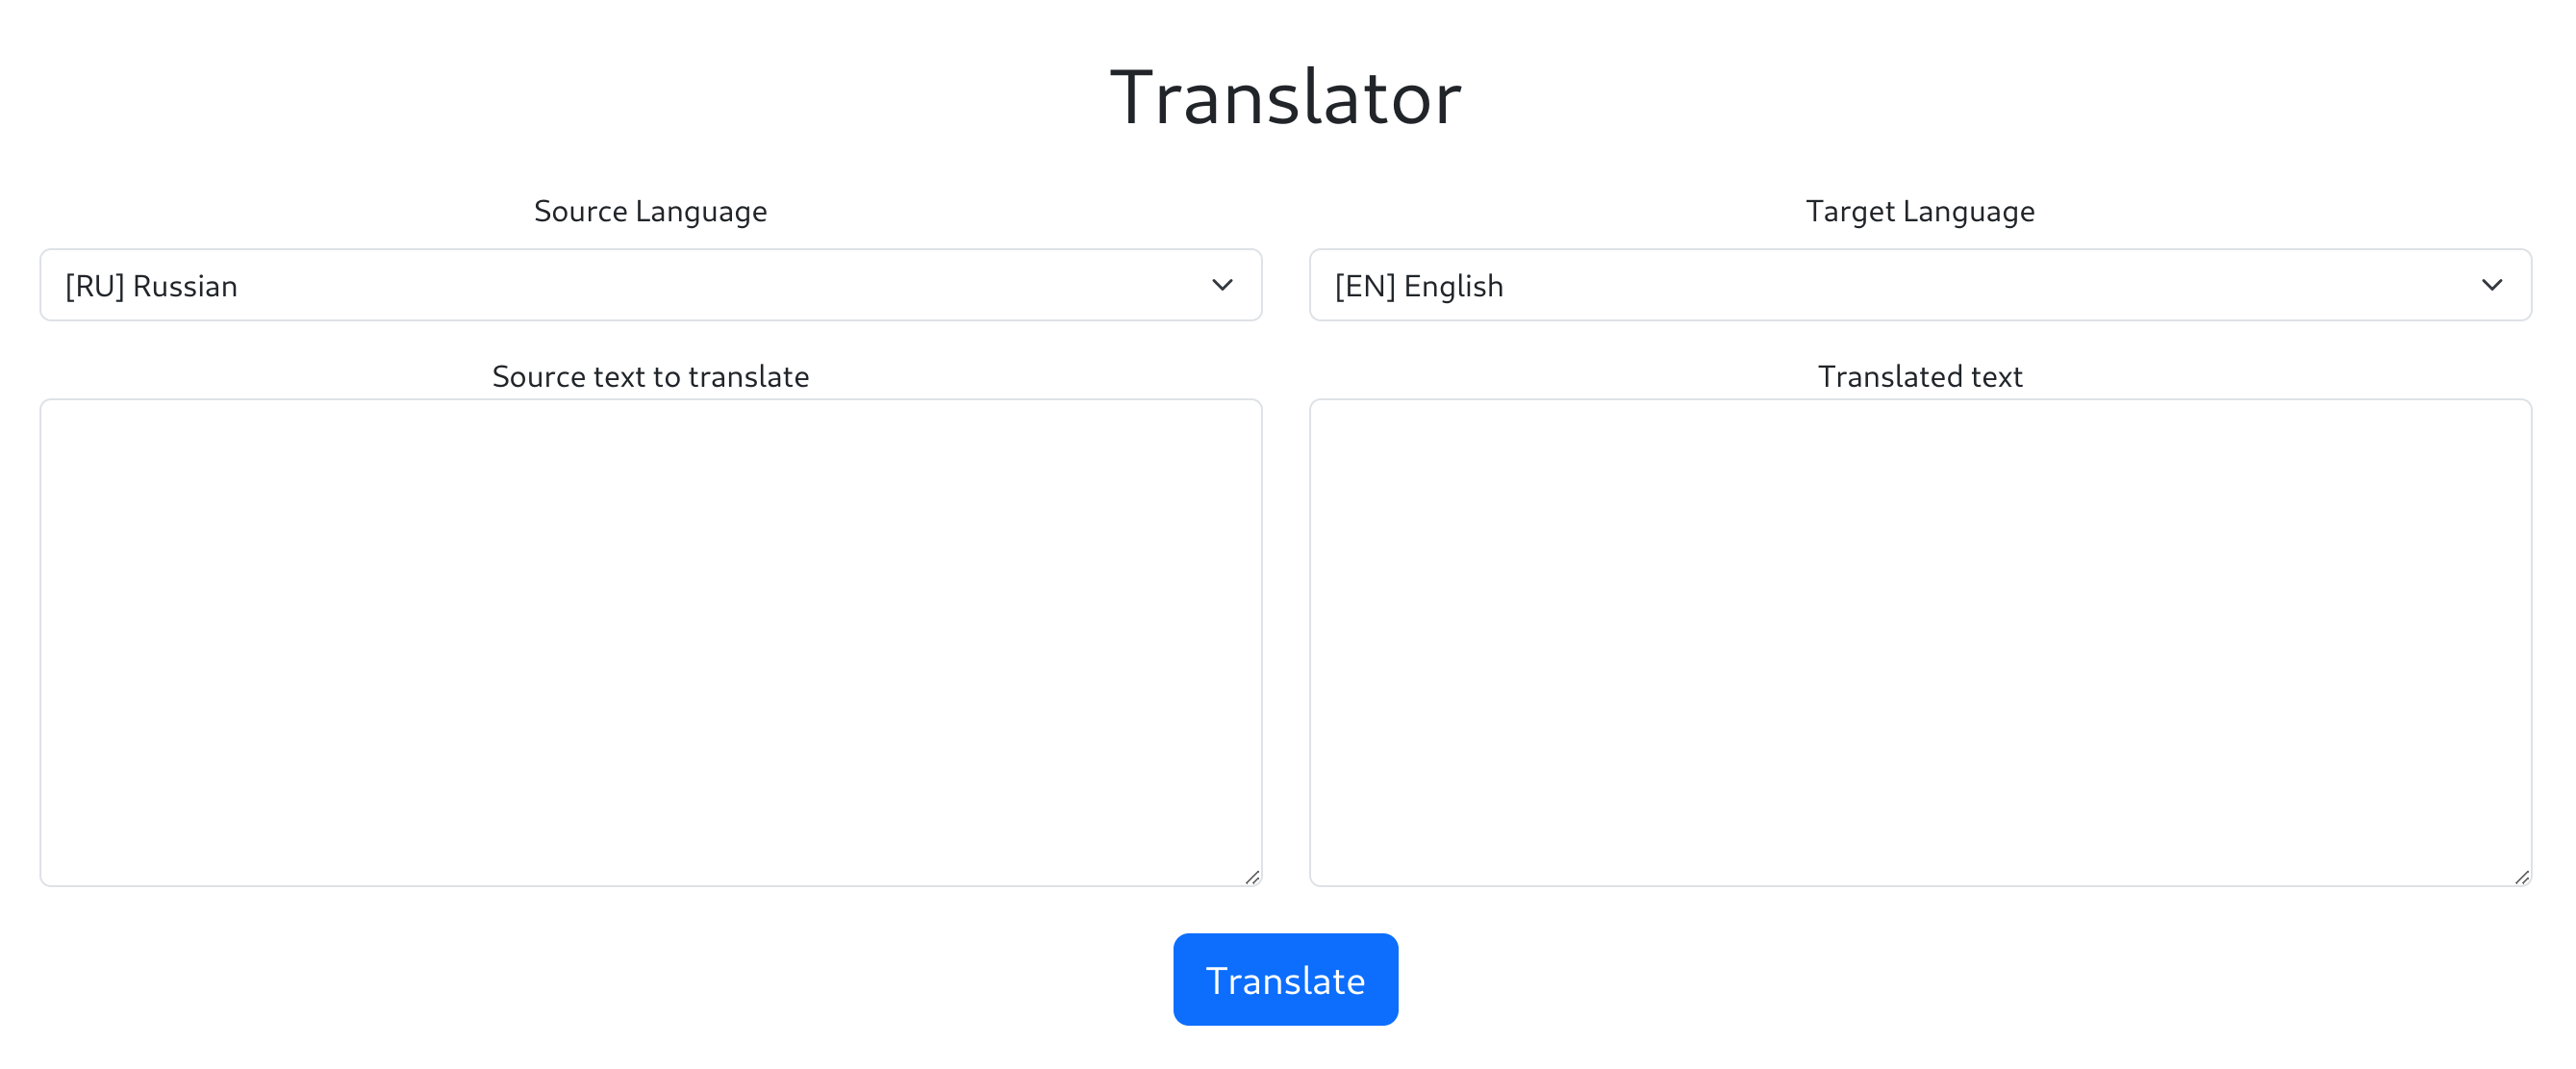 Translator
Source Language
Target Language
[RU] Russian
[EN] English
Source text to translate
Translated text
Translate